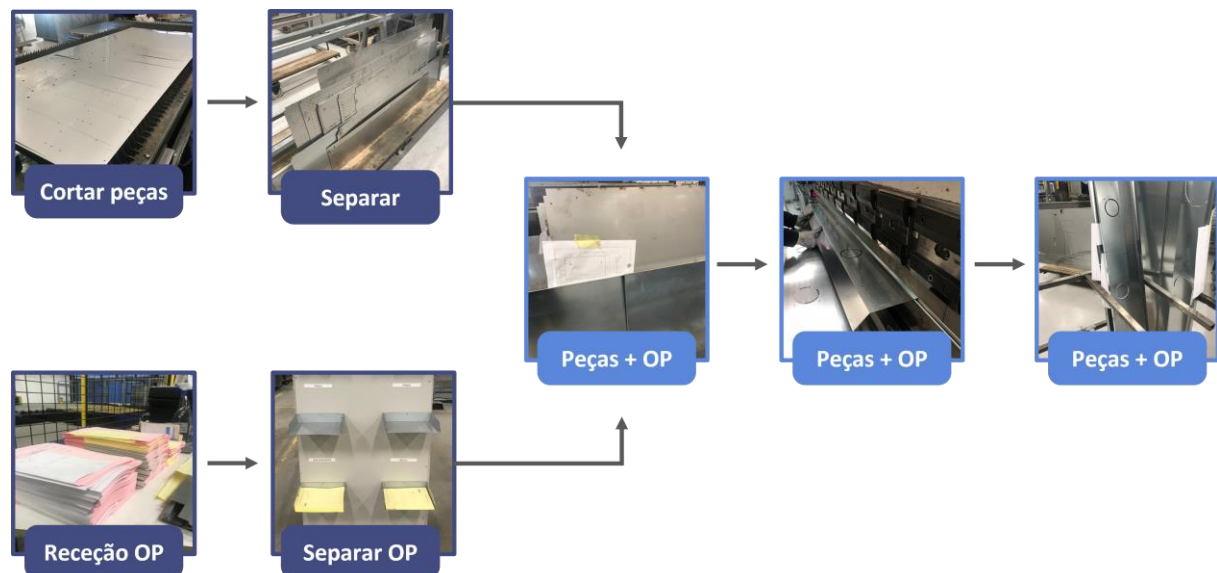 Cortar peças
Separar
Peças + OP
Peças + OP
Peças + OP
Receção OP
Separar OP